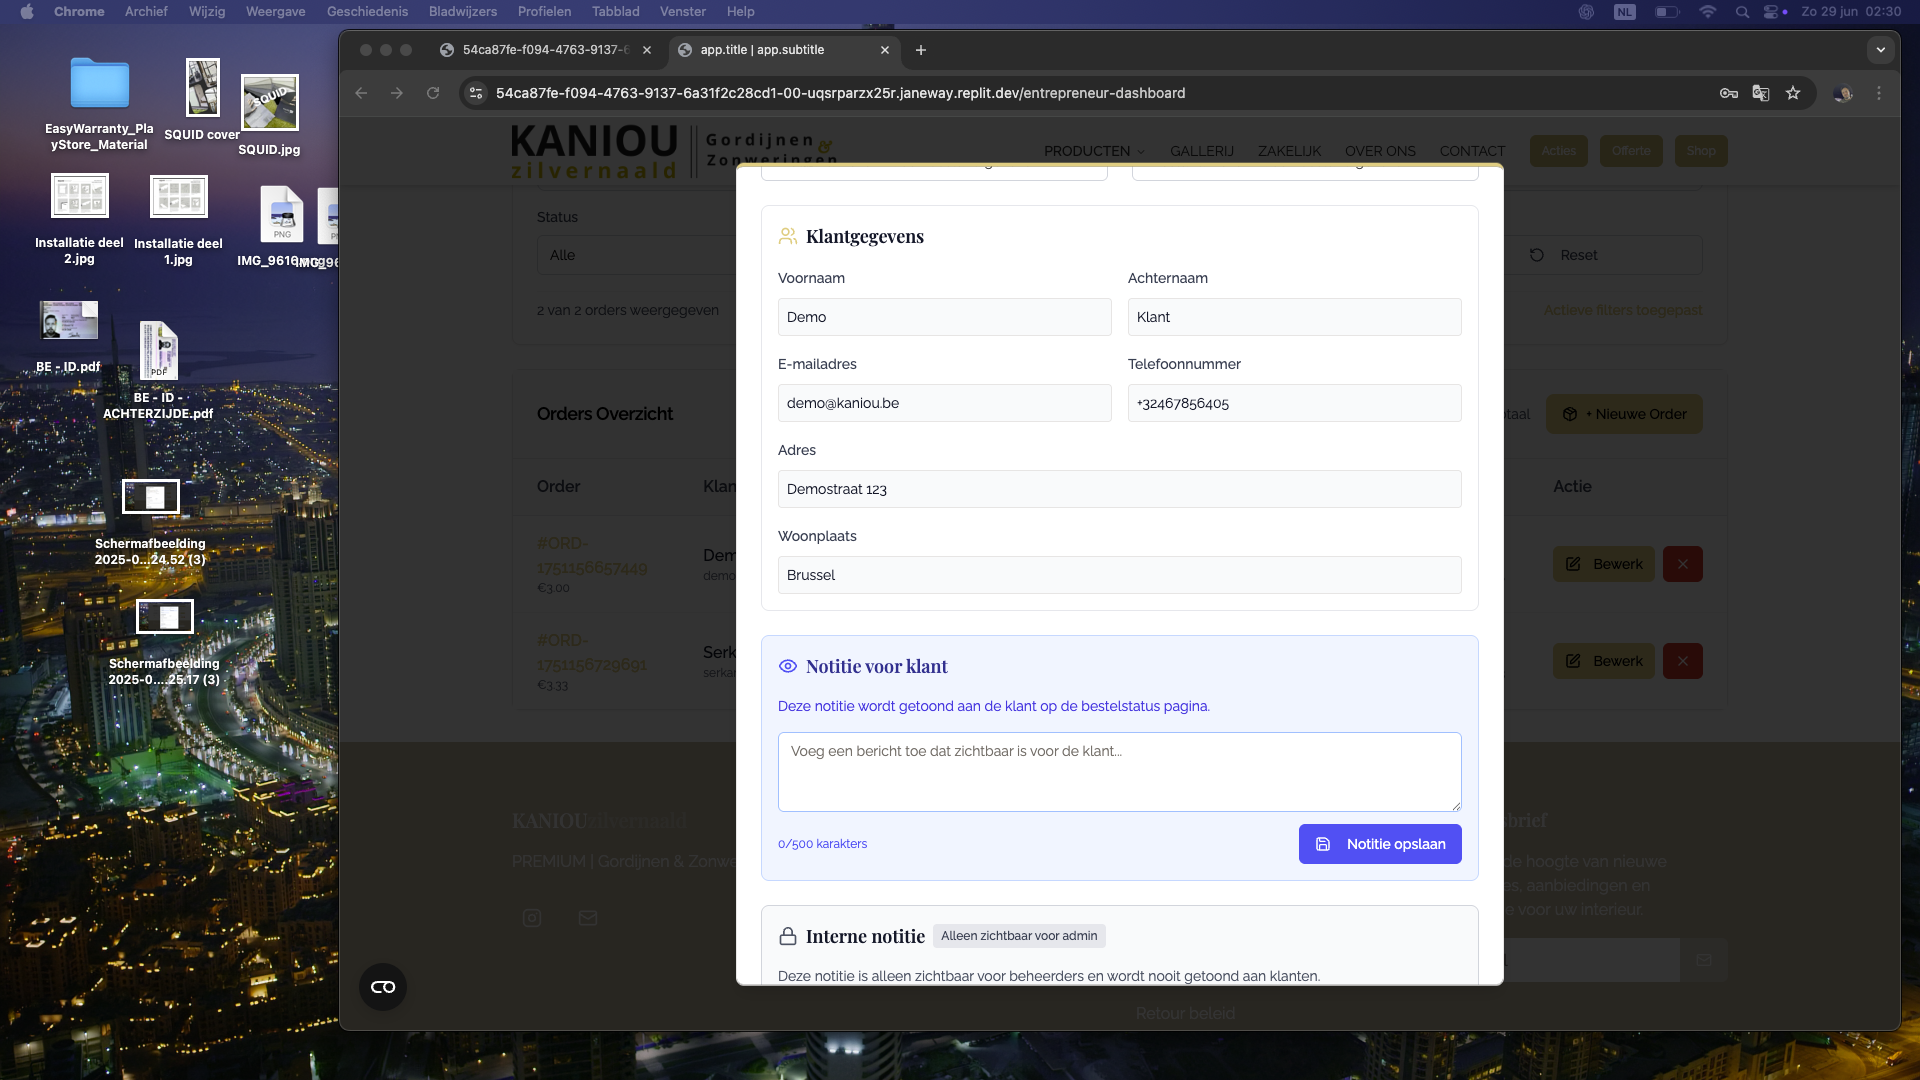 Chrome Archief Wijzig Weergave Geschiedenis Bladwijzers Profielen Tabblad Venster Help NL Zo 29 jun 02:30
54ca87fe-f094-4763-9137-6
app.title | app.subtitle
54ca87fe-f094-4763-9137-6a31f2c28cd1-00-uqsrparzx25r.janeway.replit.dev/entrepreneur-dashboard
EasyWarranty_Pla
yStore_Material
SQUID cover
SQUID
SQUID.jpg
Installatie deel
2.jpg
Installatie deel
1.jpg
PNG
IMG_9616.png
BE - ID.pdf
PDF
BE - ID -
ACHTERZIJDE.pdf
Schermafbeelding
2025-0...24.52 (3)
Schermafbeelding
2025-0....25.17 (3)
KANIOU
zilvernaald
Gordijnen &
Zonweringen
PRODUCTEN GALLERIJ ZAKELIJK OVER ONS CONTACT Acties Offerte Shop
Status
Alle
Reset
2 van 2 orders weergegeven
Actieve filters toegepast
Orders Overzicht
+ Nieuwe Order
Order
Klan
Actie
#ORD-
1751156657449
€3.00
Dem
demo
Bewerk
#ORD-
1751156729691
€3.33
Serk
serkar
Bewerk
KANIOUzilvernaald
PREMIUM | Gordijnen & Zonwe
brief
de hoogte van nieuwe
es, aanbiedingen en
e voor uw interieur.
Retour beleid
Klantgegevens
Voornaam
Achternaam
Demo
Klant
E-mailadres
Telefoonnummer
demo@kaniou.be
+32467856405
Adres
Demostraat 123
Woonplaats
Brussel
Notitie voor klant
Deze notitie wordt getoond aan de klant op de bestelstatus pagina.
Voeg een bericht toe dat zichtbaar is voor de klant...
0/500 karakters
Notitie opslaan
Interne notitie
Alleen zichtbaar voor admin
Deze notitie is alleen zichtbaar voor beheerders en wordt nooit getoond aan klanten.